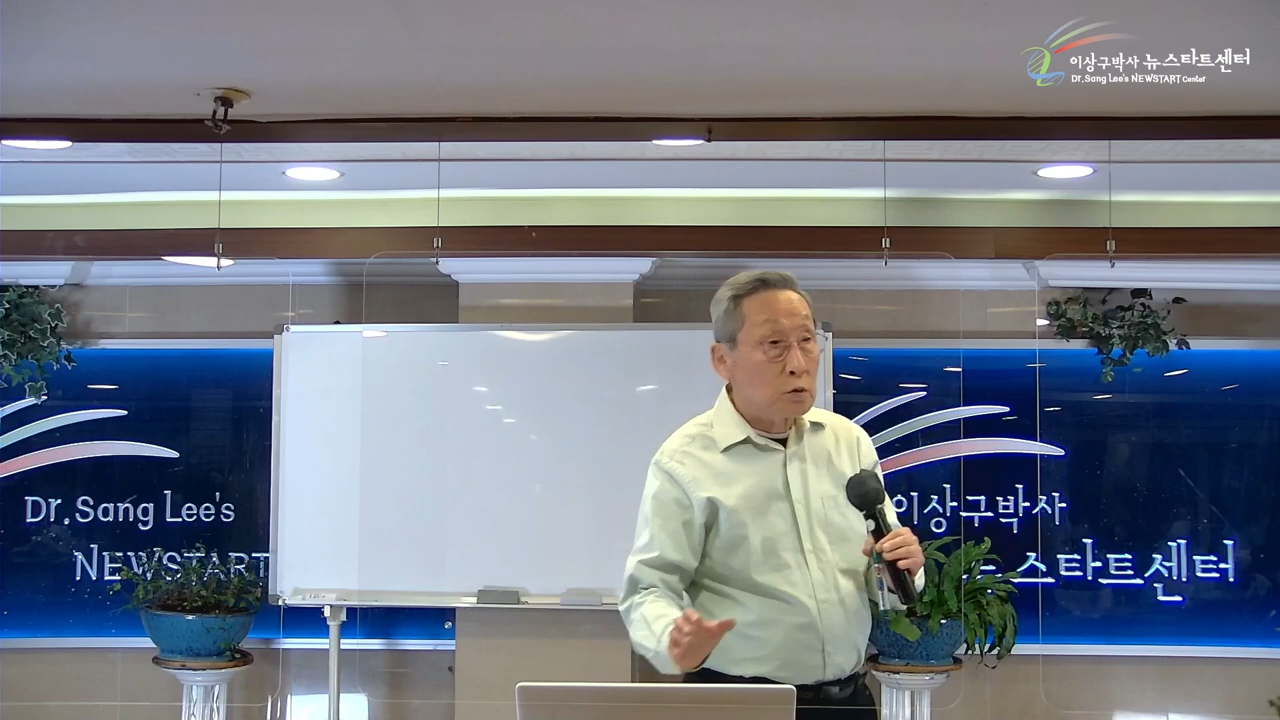 이상구박사 뉴스타트센터
Dr. Sang Lee's NEWSTART Center
Dr. Sang Lee's
NEWSTART
이상구박사
뉴스타트센터